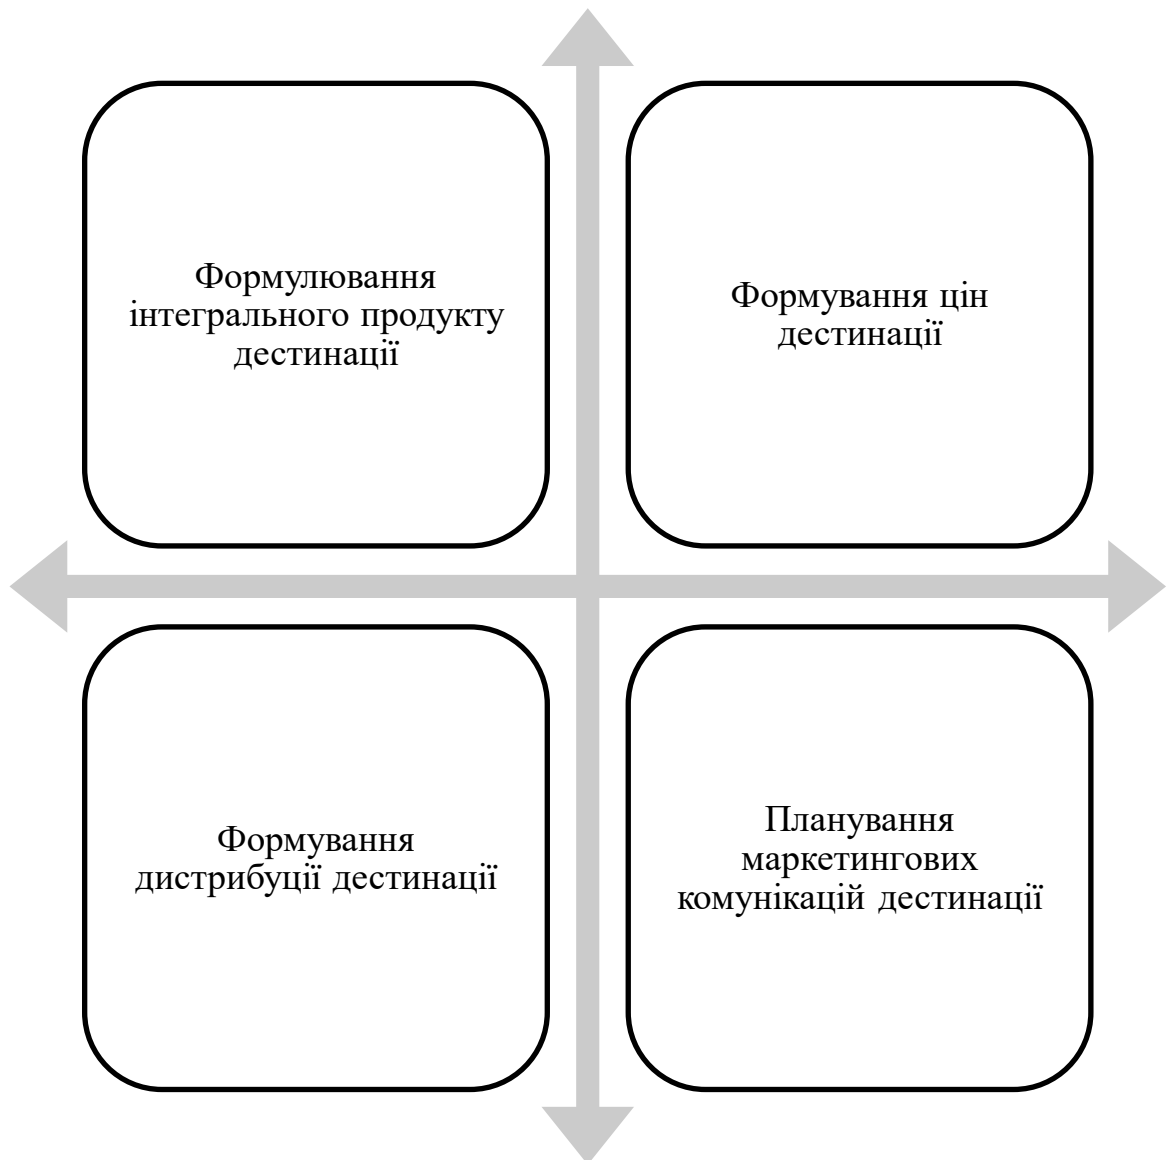 Формулювання
інтегрального продукту
дестинації
Формування цін
дестинації
Формування
дистрибуції дестинації
Планування
маркетингових
комунікацій дестинації